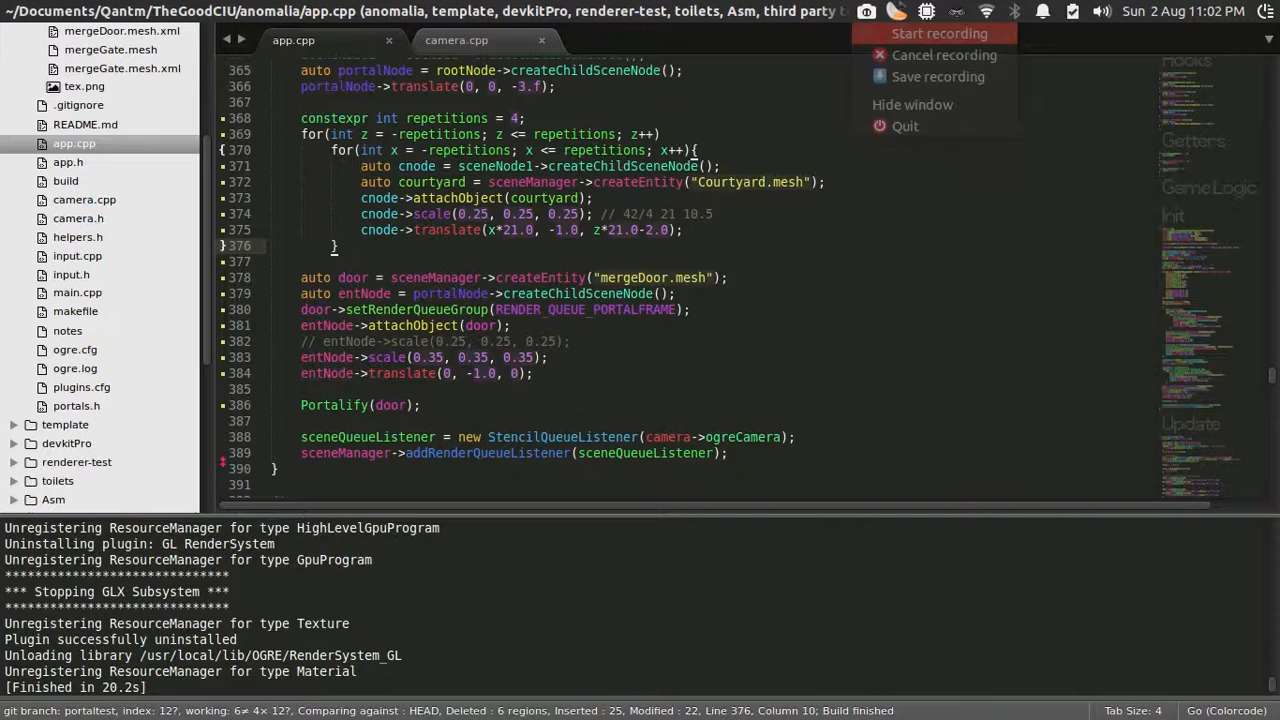 ~/Documents/Qantm/TheGoodCIU/anomalia/app.cpp (anomalia, template, devkitPro, renderer-test, toilets, Asm, third party t
Sun 2 Aug 11:02 PM
Start recording
Cancel recording
Save recording
Hide window
Quit
mergeDoor.mesh.xml
mergeGate.mesh
mergeGate.mesh.xml
tex.png
.gitignore
README.md
app.cpp
app.h
build
camera.cpp
camera.h
helpers.h
input.cpp
input.h
main.cpp
makefile
notes
ogre.cfg
ogre.log
plugins.cfg
portals.h
template
devkitPro
renderer-test
toilets
Asm
app.cpp
camera.cpp
365 auto portalNode = rootNode->createChildSceneNode();
366 portalNode->translate(0, 0, -3.f);
367
368 constexpr int repetitions =
369 for(int z = -repetitions; z <= repetitions; z++)
370 for(int x = -repetitions; x <= repetitions; x++){
371 auto cnode = sceneNode1->createChildSceneNode();
372 auto courtyard = sceneManager->createEntity("Courtyard.mesh");
373 cnode->attachObject(courtyard);
374 cnode->scale(0.25, 0.25, 0.25); // 42/4 21 10.5
375 cnode->translate(x*21.0, -1.0, z*21.0-2.0);
376 }
377
378 auto door = sceneManager->createEntity("mergeDoor.mesh");
379 auto entNode = portalNode->createChildSceneNode();
380 door->setRenderQueueGroup(RENDER_QUEUE_PORTALFRAME);
381 entNode->attachObject(door);
382 // entNode->scale(0.25, 0.25, 0.25);
383 entNode->scale(0.35, 0.35, 0.35);
384 entNode->translate(0, -1.0, 0);
385
386 Portalify(door);
387
388 sceneQueueListener = new StencilQueueListener(camera->ogreCamera);
389 sceneManager->addRenderQueueListener(sceneQueueListener);
390 }
391
Hooks
Getters
GameLogic
Init
Update
Unregistering ResourceManager for type HighLevelGpuProgram
Uninstalling plugin: GL RenderSystem
Unregistering ResourceManager for type GpuProgram
******************************
*** Stopping GLX Subsystem ***
******************************
Unregistering ResourceManager for type Texture
Plugin successfully uninstalled
Unloading library /usr/local/lib/OGRE/RenderSystem_GL
Unregistering ResourceManager for type Material
[Finished in 20.2s]
git branch: portaltest, index: 12?, working: 6≠ 4× 12?, Comparing against : HEAD, Deleted : 6 regions, Inserted : 25, Modified : 22, Line 376, Column 10; Build finished
Tab Size: 4
Go (Colorcode)